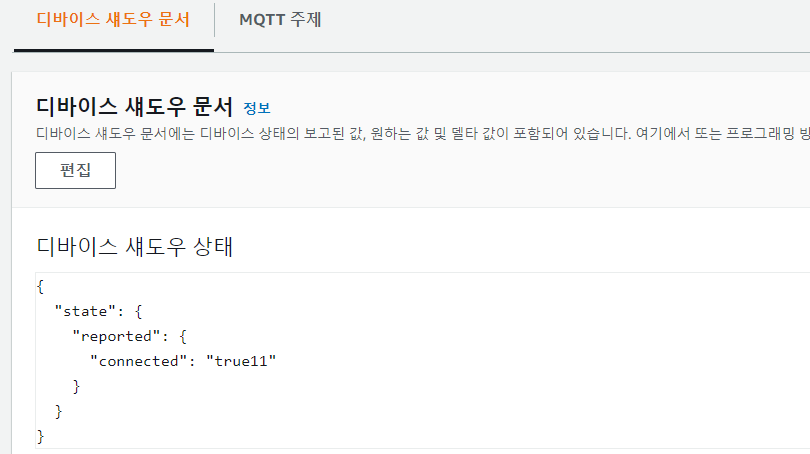 디바이스 섀도우 문서 MQTT 주제
디바이스 섀도우 문서 정보
디바이스 섀도우 문서에는 디바이스 상태의 보고된 값, 원하는 값 및 델타 값이 포함되어 있습니다. 여기에서 또는 프로그래밍 방
편집
디바이스 섀도우 상태
{
"state": {
"reported": {
"connected": "true11"
}
}
}